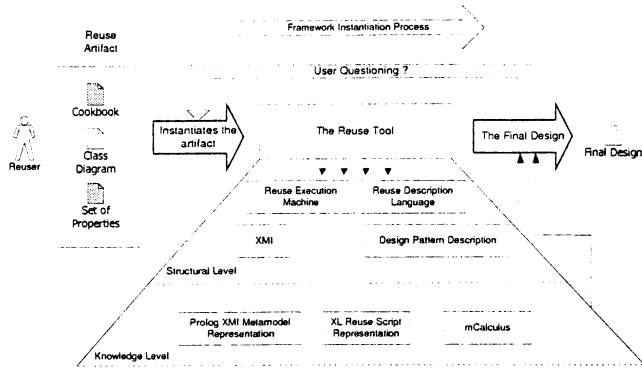 Framework Instantiation Process
Reuse
Artifact
User Questioning ?
Cookbook
Instantiates the
artifact
The Reuse Tool
The Final Design
Final Design
Reuser
Class
Diagram
Reuse Execution
Machine
Reuse Description
Language
Set of
Properties
XMI
Design Pattern Description
Structural Level
Prolog XMI Metamodel
Representation
XL Reuse Script
Representation
mCalculus
Knowledge Level